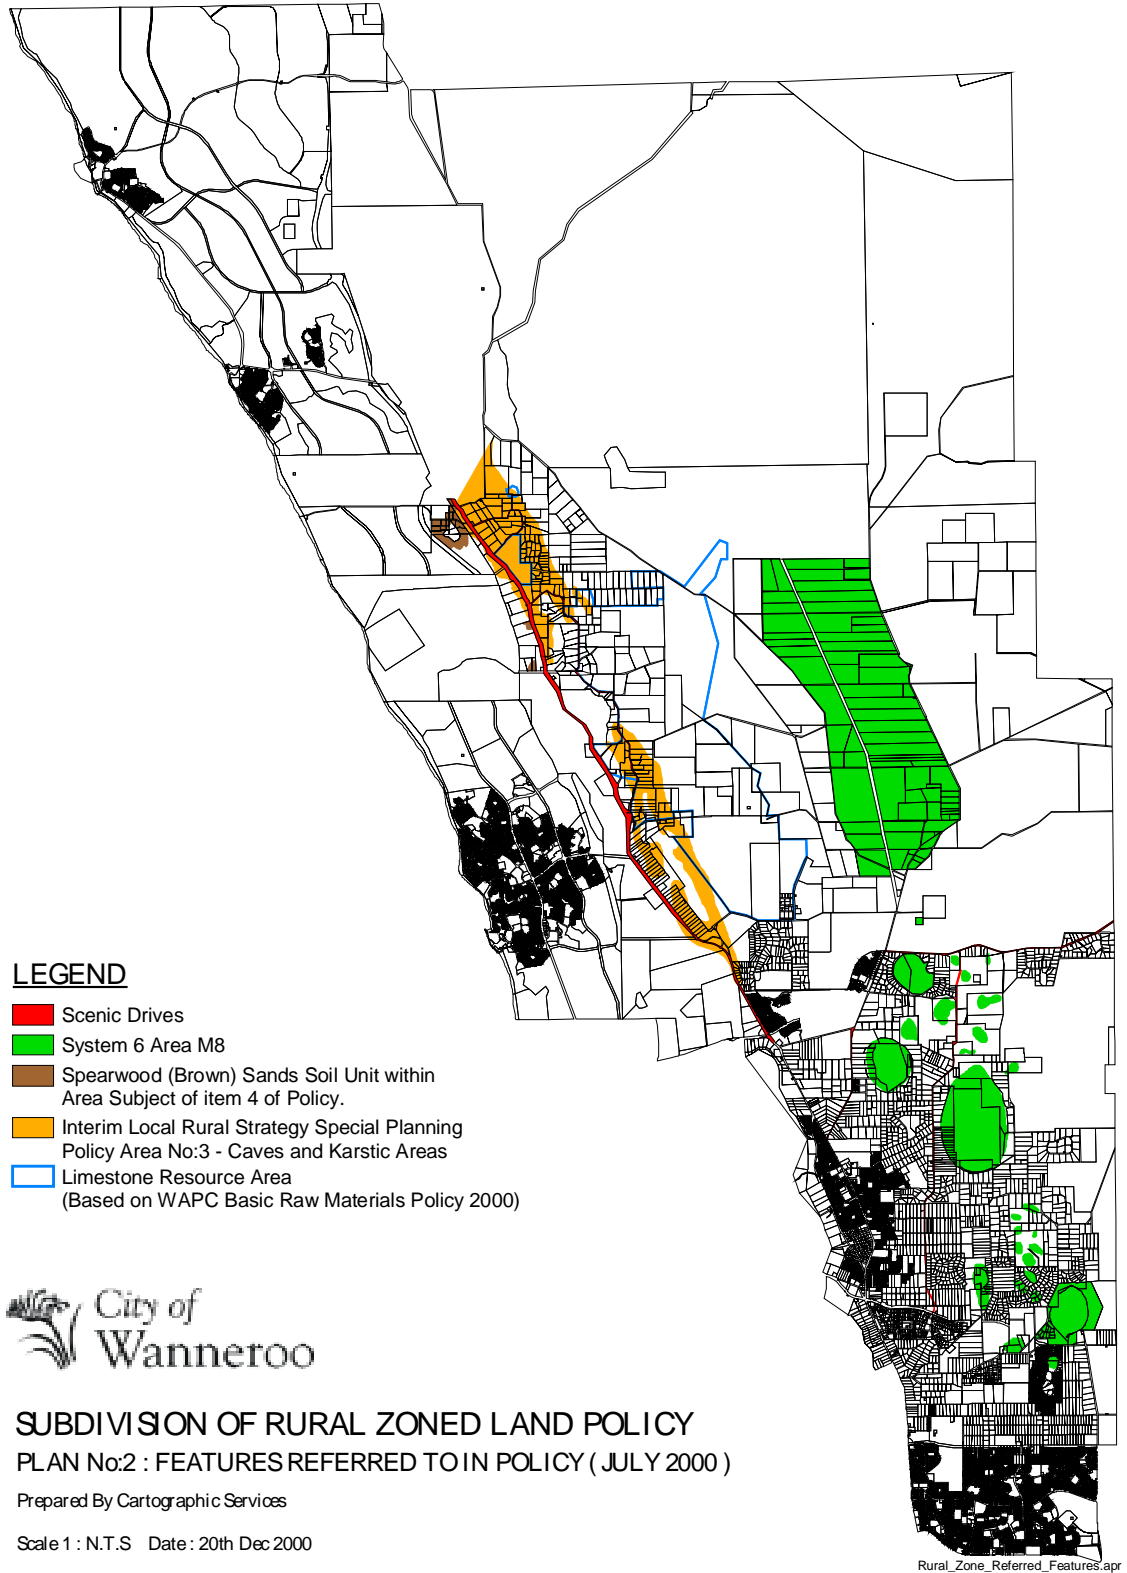 LEGEND
Scenic Drives
System 6 Area M8
Spearwood (Brown) Sands Soil Unit within
Area Subject of item 4 of Policy.
Interim Local Rural Strategy Special Planning
Policy Area No:3 - Caves and Karstic Areas
Limestone Resource Area
(Based on WAPC Basic Raw Materials Policy 2000)
City of
Wanneroo
SUBDIVISION OF RURAL ZONED LAND POLICY
PLAN No:2 : FEATURES REFERRED TO IN POLICY ( JULY 2000 )
Prepared By Cartographic Services
Scale 1 : N.T.S Date : 20th Dec 2000
Rural_Zone_Referred_Features.apr